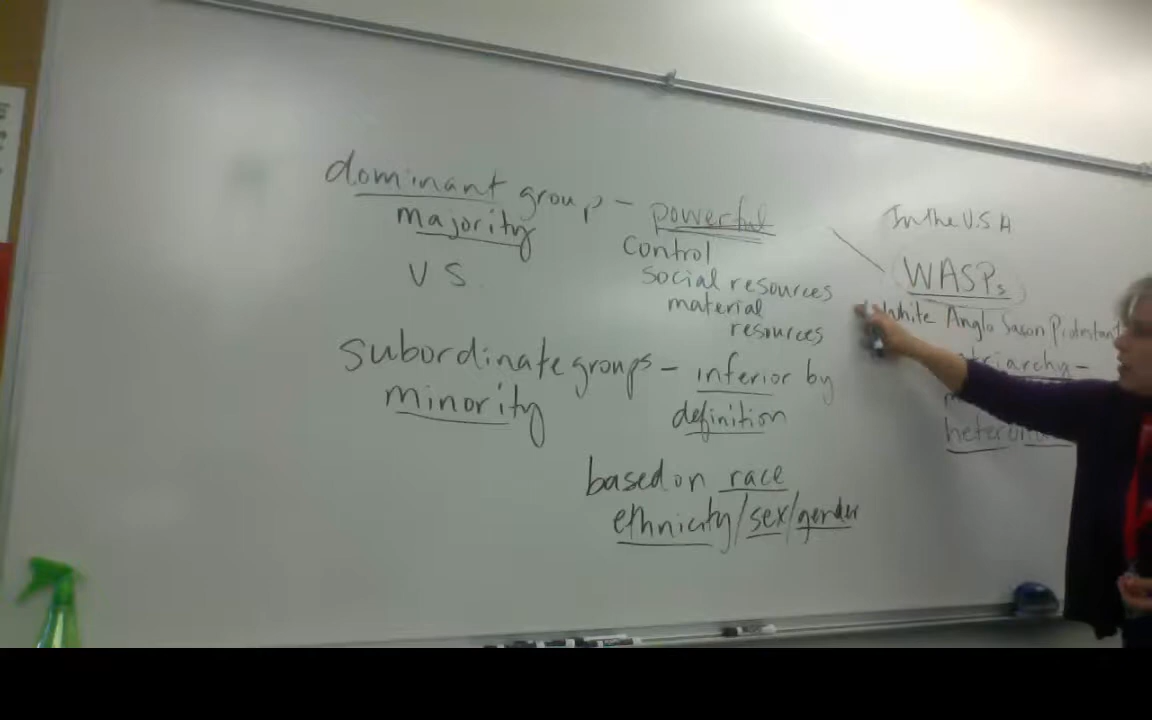 dominant group - powerful
majority
control
VS
social resources
material
resources
subordinate groups - inferior by
minority
definition
based on race
ethnicity/sex/gender
In the U.S A
WASPs
White Anglo Saxon Protestant